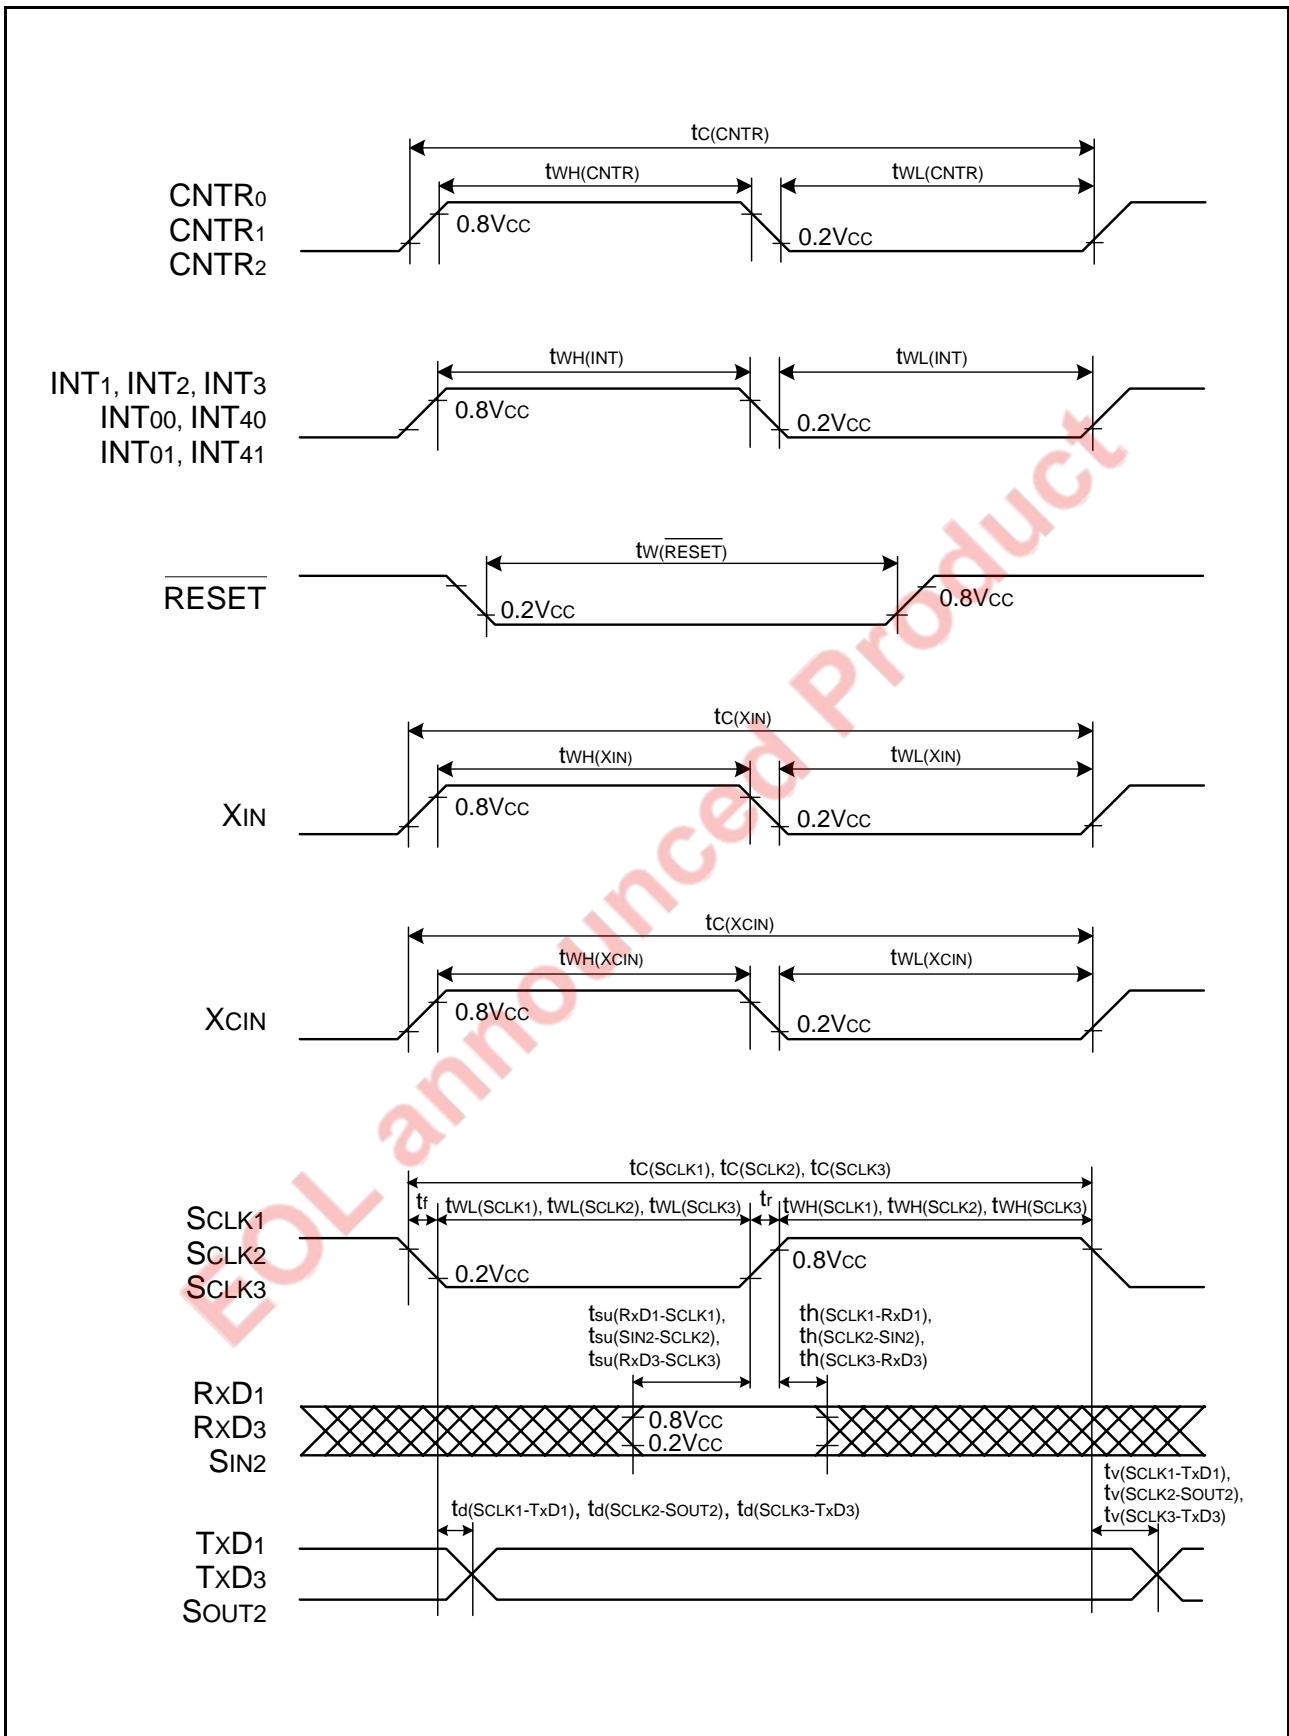 tC(CNTR)
tWH(CNTR) tWL(CNTR)
CNTR0
CNTR1
CNTR2
0.8VCC
0.2VCC
tWH(INT) tWL(INT)
INT1, INT2, INT3
INT00, INT40
INT01, INT41
0.8VCC
0.2VCC
tW(RESET)
RESET
0.2VCC
0.8VCC
tC(XIN)
tWH(XIN) tWL(XIN)
XIN
0.8VCC
0.2VCC
tC(XCIN)
tWH(XCIN) tWL(XCIN)
XCIN
0.8VCC
0.2VCC
tC(SCLK1), tC(SCLK2), tC(SCLK3)
tf tWL(SCLK1), tWL(SCLK2), tWL(SCLK3) tr tWH(SCLK1), tWH(SCLK2), tWH(SCLK3)
SCLK1
SCLK2
SCLK3
0.2VCC
0.8VCC
tsu(RxD1-SCLK1),
tsu(SIN2-SCLK2),
tsu(RxD3-SCLK3)
th(SCLK1-RxD1),
th(SCLK2-SIN2),
th(SCLK3-RxD3)
RXD1
RXD3
SIN2
0.8VCC
0.2VCC
td(SCLK1-TxD1), td(SCLK2-SOUT2), td(SCLK3-TxD3)
tv(SCLK1-TxD1),
tv(SCLK2-SOUT2),
tv(SCLK3-TxD3)
TXD1
TXD3
SOUT2
EOL announced Product